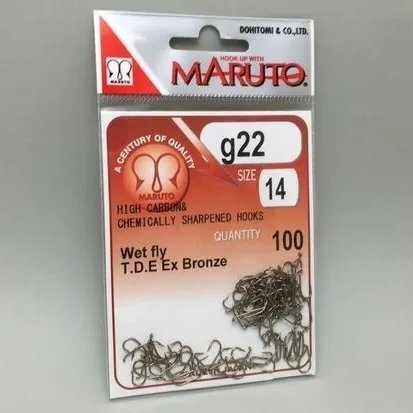 DOHITOMI & CO., LTD.
HOOK UP WITH
MARUTO
MARUTO
A CENTURY OF QUALITY
MARUTO
g22
SIZE
14
HIGH CARBON&
CHEMICALLY SHARPENED HOOKS
QUANTITY
100
Wet fly
T.D.E Ex Bronze